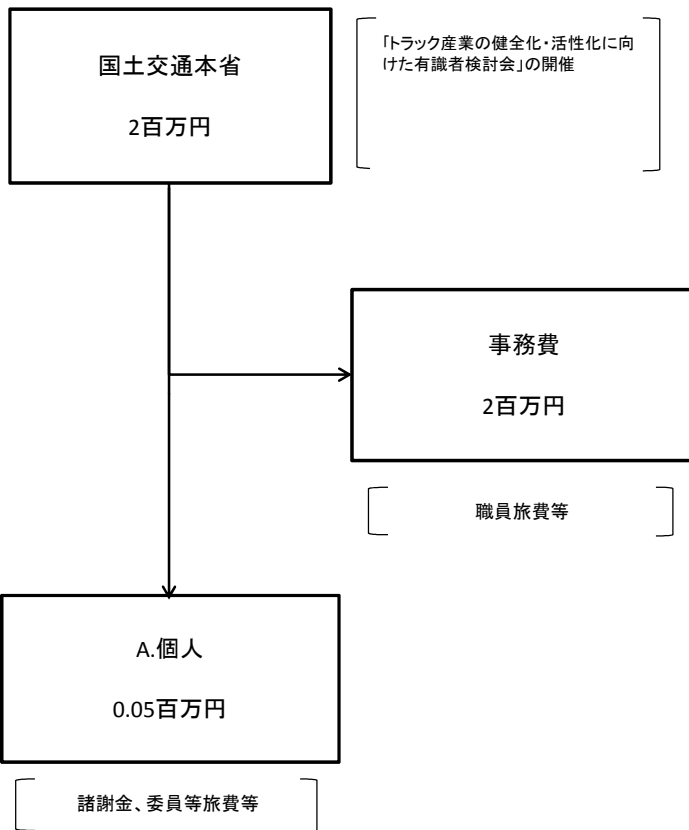 国土交通本省
2百万円
「トラック産業の健全化・活性化に向
けた有識者検討会」の開催
事務費
2百万円
職員旅費等
A.個人
0.05百万円
諸謝金、委員等旅費等